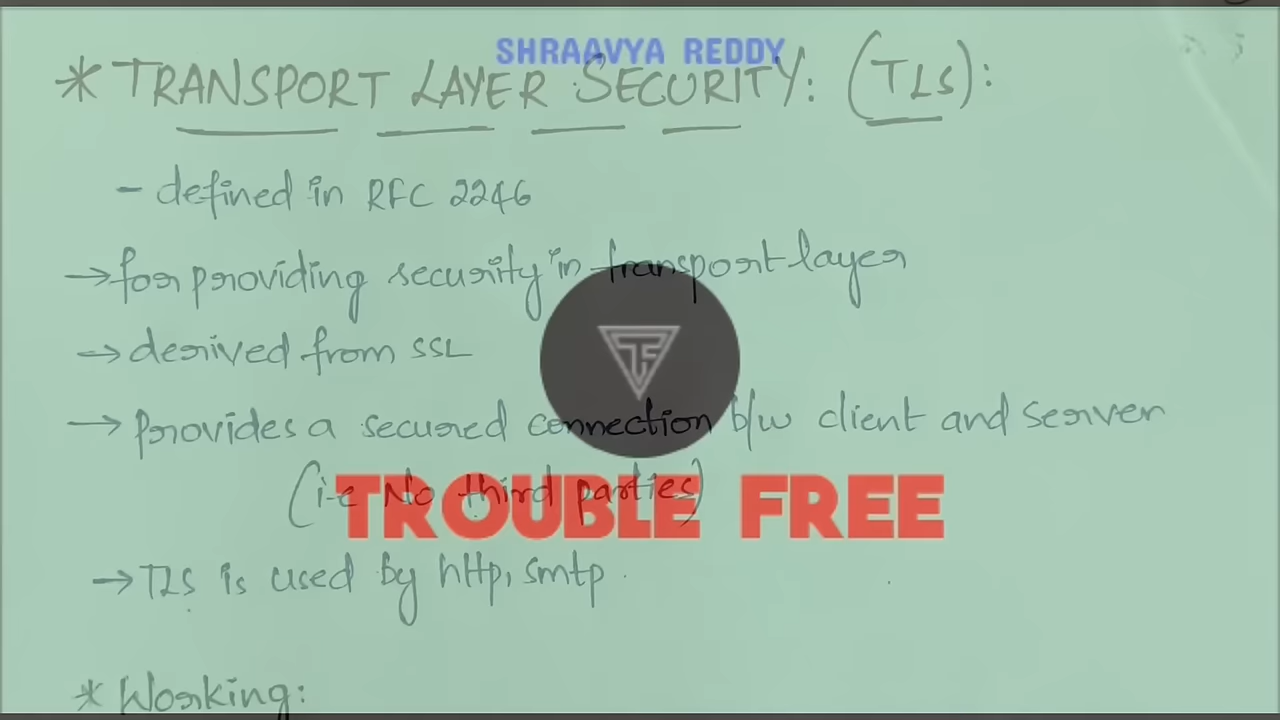 SHRAAVYA REDDY
* TRANSPORT LAYER SECURITY: (TLS):
- defined in RFC 2246
→ for providing security in transport layer
→ derived from SSL
→ provides a secured connection b/w client and server
(i.e No third parties)
TROUBLE FREE
→ TLS is used by http, smtp.
* Working: